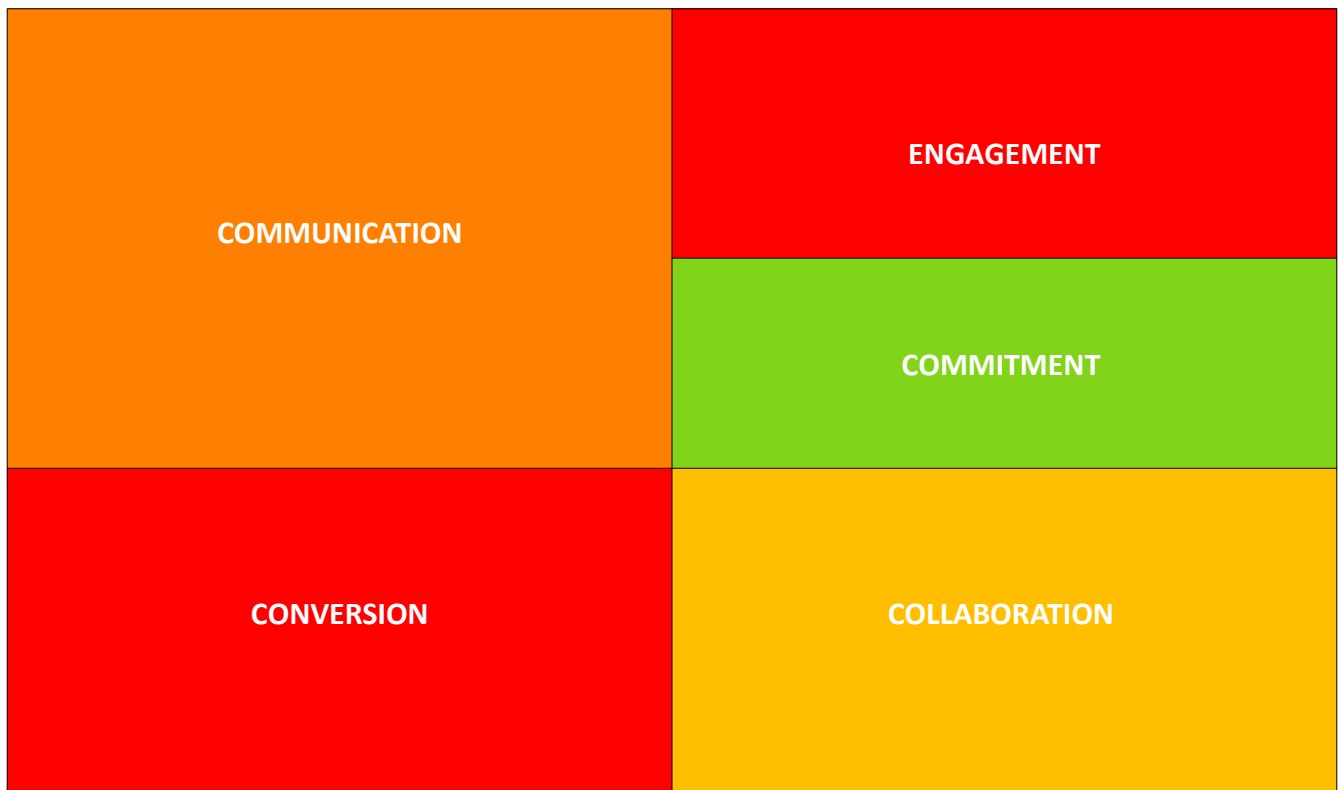 COMMUNICATION
ENGAGEMENT
COMMITMENT
CONVERSION
COLLABORATION